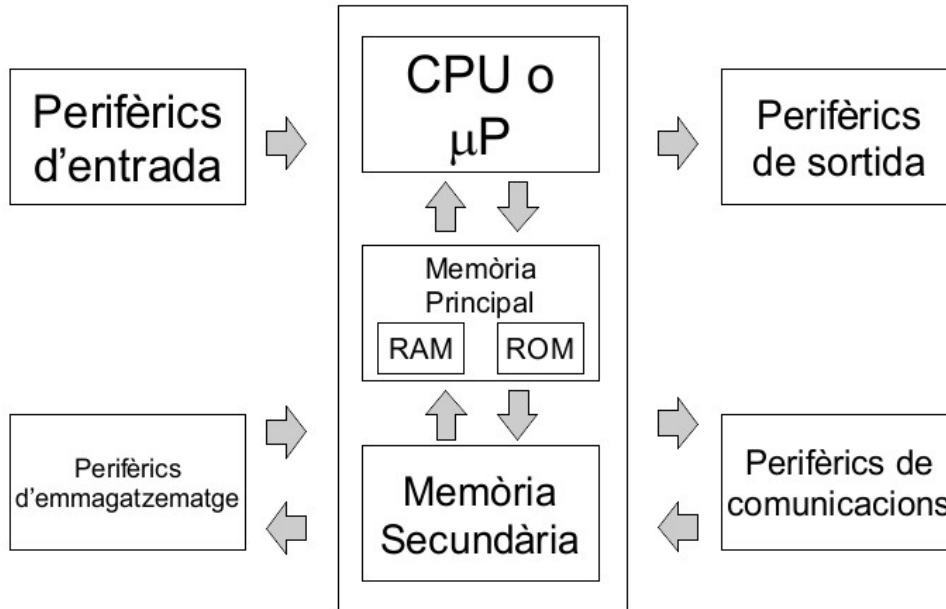 Perifèrics
d’entrada
CPU o
μP
Perifèrics
de sortida
Memòria
Principal
RAM
ROM
Perifèrics
d’emmagatzematge
Memòria
Secundària
Perifèrics de
comunicacions